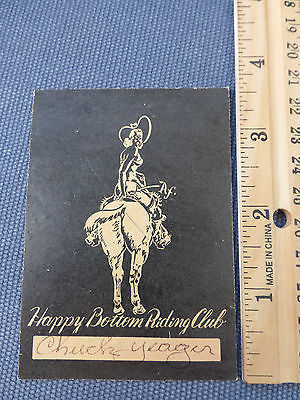 Happy Bottom Riding Club
Chuck Yeager
4
3
2
1
MADE IN CHINA